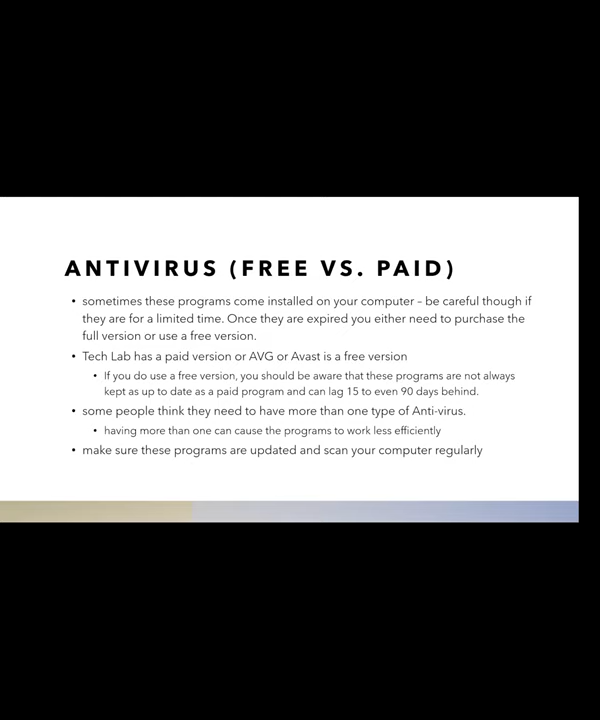 ANTIVIRUS (FREE VS. PAID)
• sometimes these programs come installed on your computer – be careful though if
they are for a limited time. Once they are expired you either need to purchase the
full version or use a free version.
• Tech Lab has a paid version or AVG or Avast is a free version
• If you do use a free version, you should be aware that these programs are not always
kept as up to date as a paid program and can lag 15 to even 90 days behind.
• some people think they need to have more than one type of Anti-virus.
• having more than one can cause the programs to work less efficiently
• make sure these programs are updated and scan your computer regularly